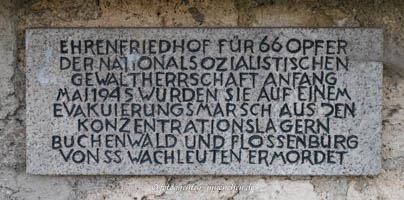 EHRENFRIEDHOF FÜR 66 OPFER
DER NATIONALSOZIALISTISCHEN
GEWALTHERRSCHAFT ANFANG
MAI 1945 WURDEN SIE AUF EINEM
EVAKUIERUNGSMARSCH AUS DEN
KONZENTRATIONSLAGERN
BUCHENWALD UND FLOSSENBÜRG
VON SS WACHLEUTEN ERMORDET